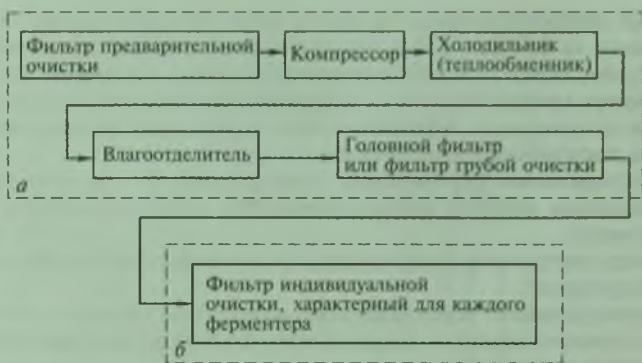 Фильтр предварительной
очистки
Компрессор
Холодильник
(теплообменник)
Влагоотделитель
Головной фильтр
или фильтр грубой очистки
а
Фильтр индивидуальной
очистки, характерный для каждого
ферментера
б